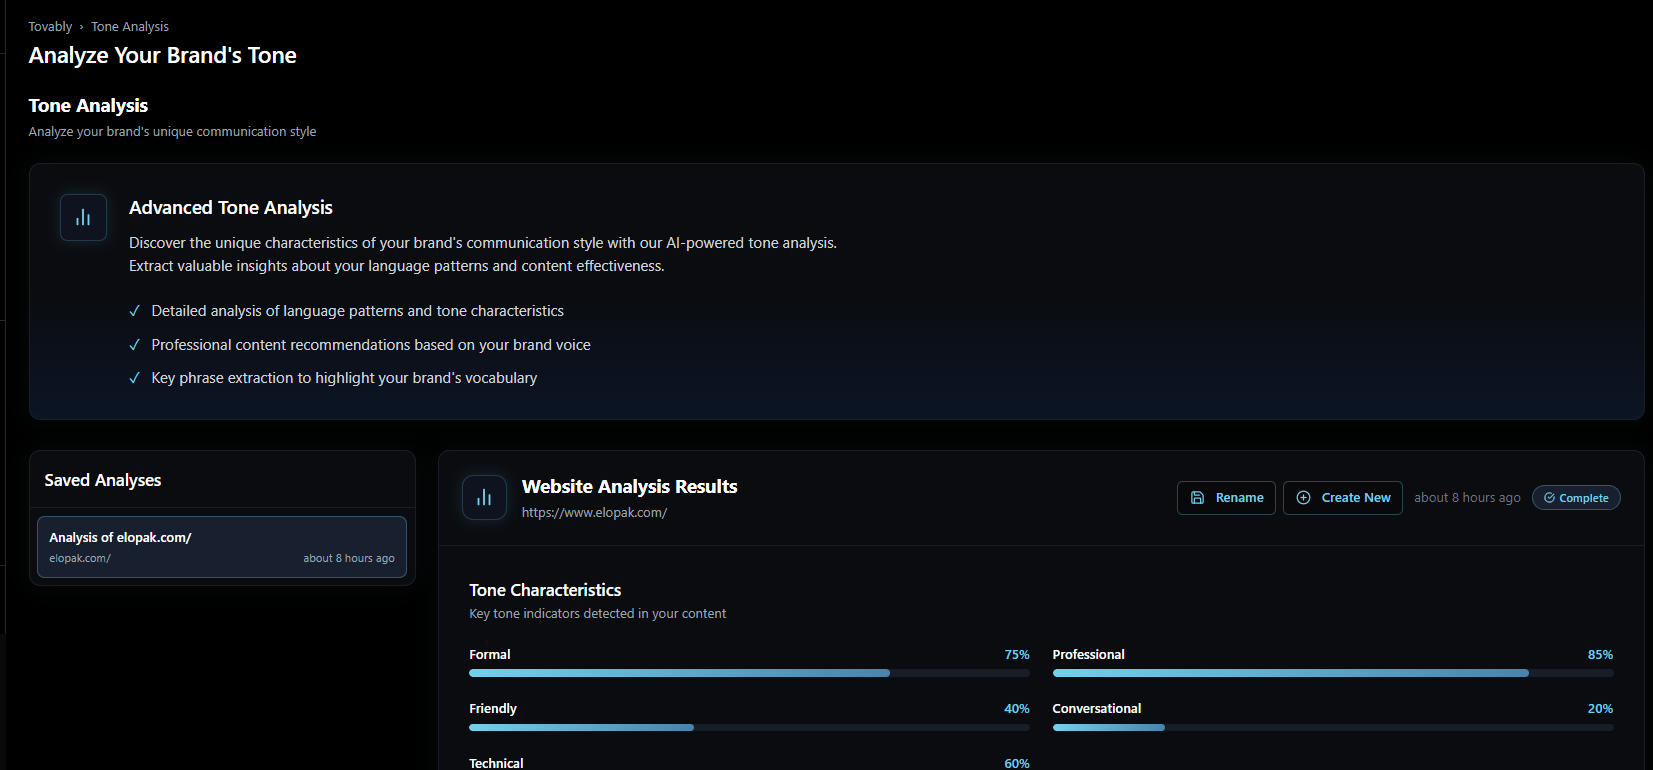 Tovably › Tone Analysis
Analyze Your Brand's Tone
Tone Analysis
Analyze your brand's unique communication style
Advanced Tone Analysis
Discover the unique characteristics of your brand's communication style with our AI-powered tone analysis.
Extract valuable insights about your language patterns and content effectiveness.
✓ Detailed analysis of language patterns and tone characteristics
✓ Professional content recommendations based on your brand voice
✓ Key phrase extraction to highlight your brand's vocabulary
Saved Analyses
Analysis of elopak.com/
elopak.com/ about 8 hours ago
Website Analysis Results
https://www.elopak.com/
Rename Create New about 8 hours ago Complete
Tone Characteristics
Key tone indicators detected in your content
Formal 75% Professional 85%
Friendly 40% Conversational 20%
Technical 60%